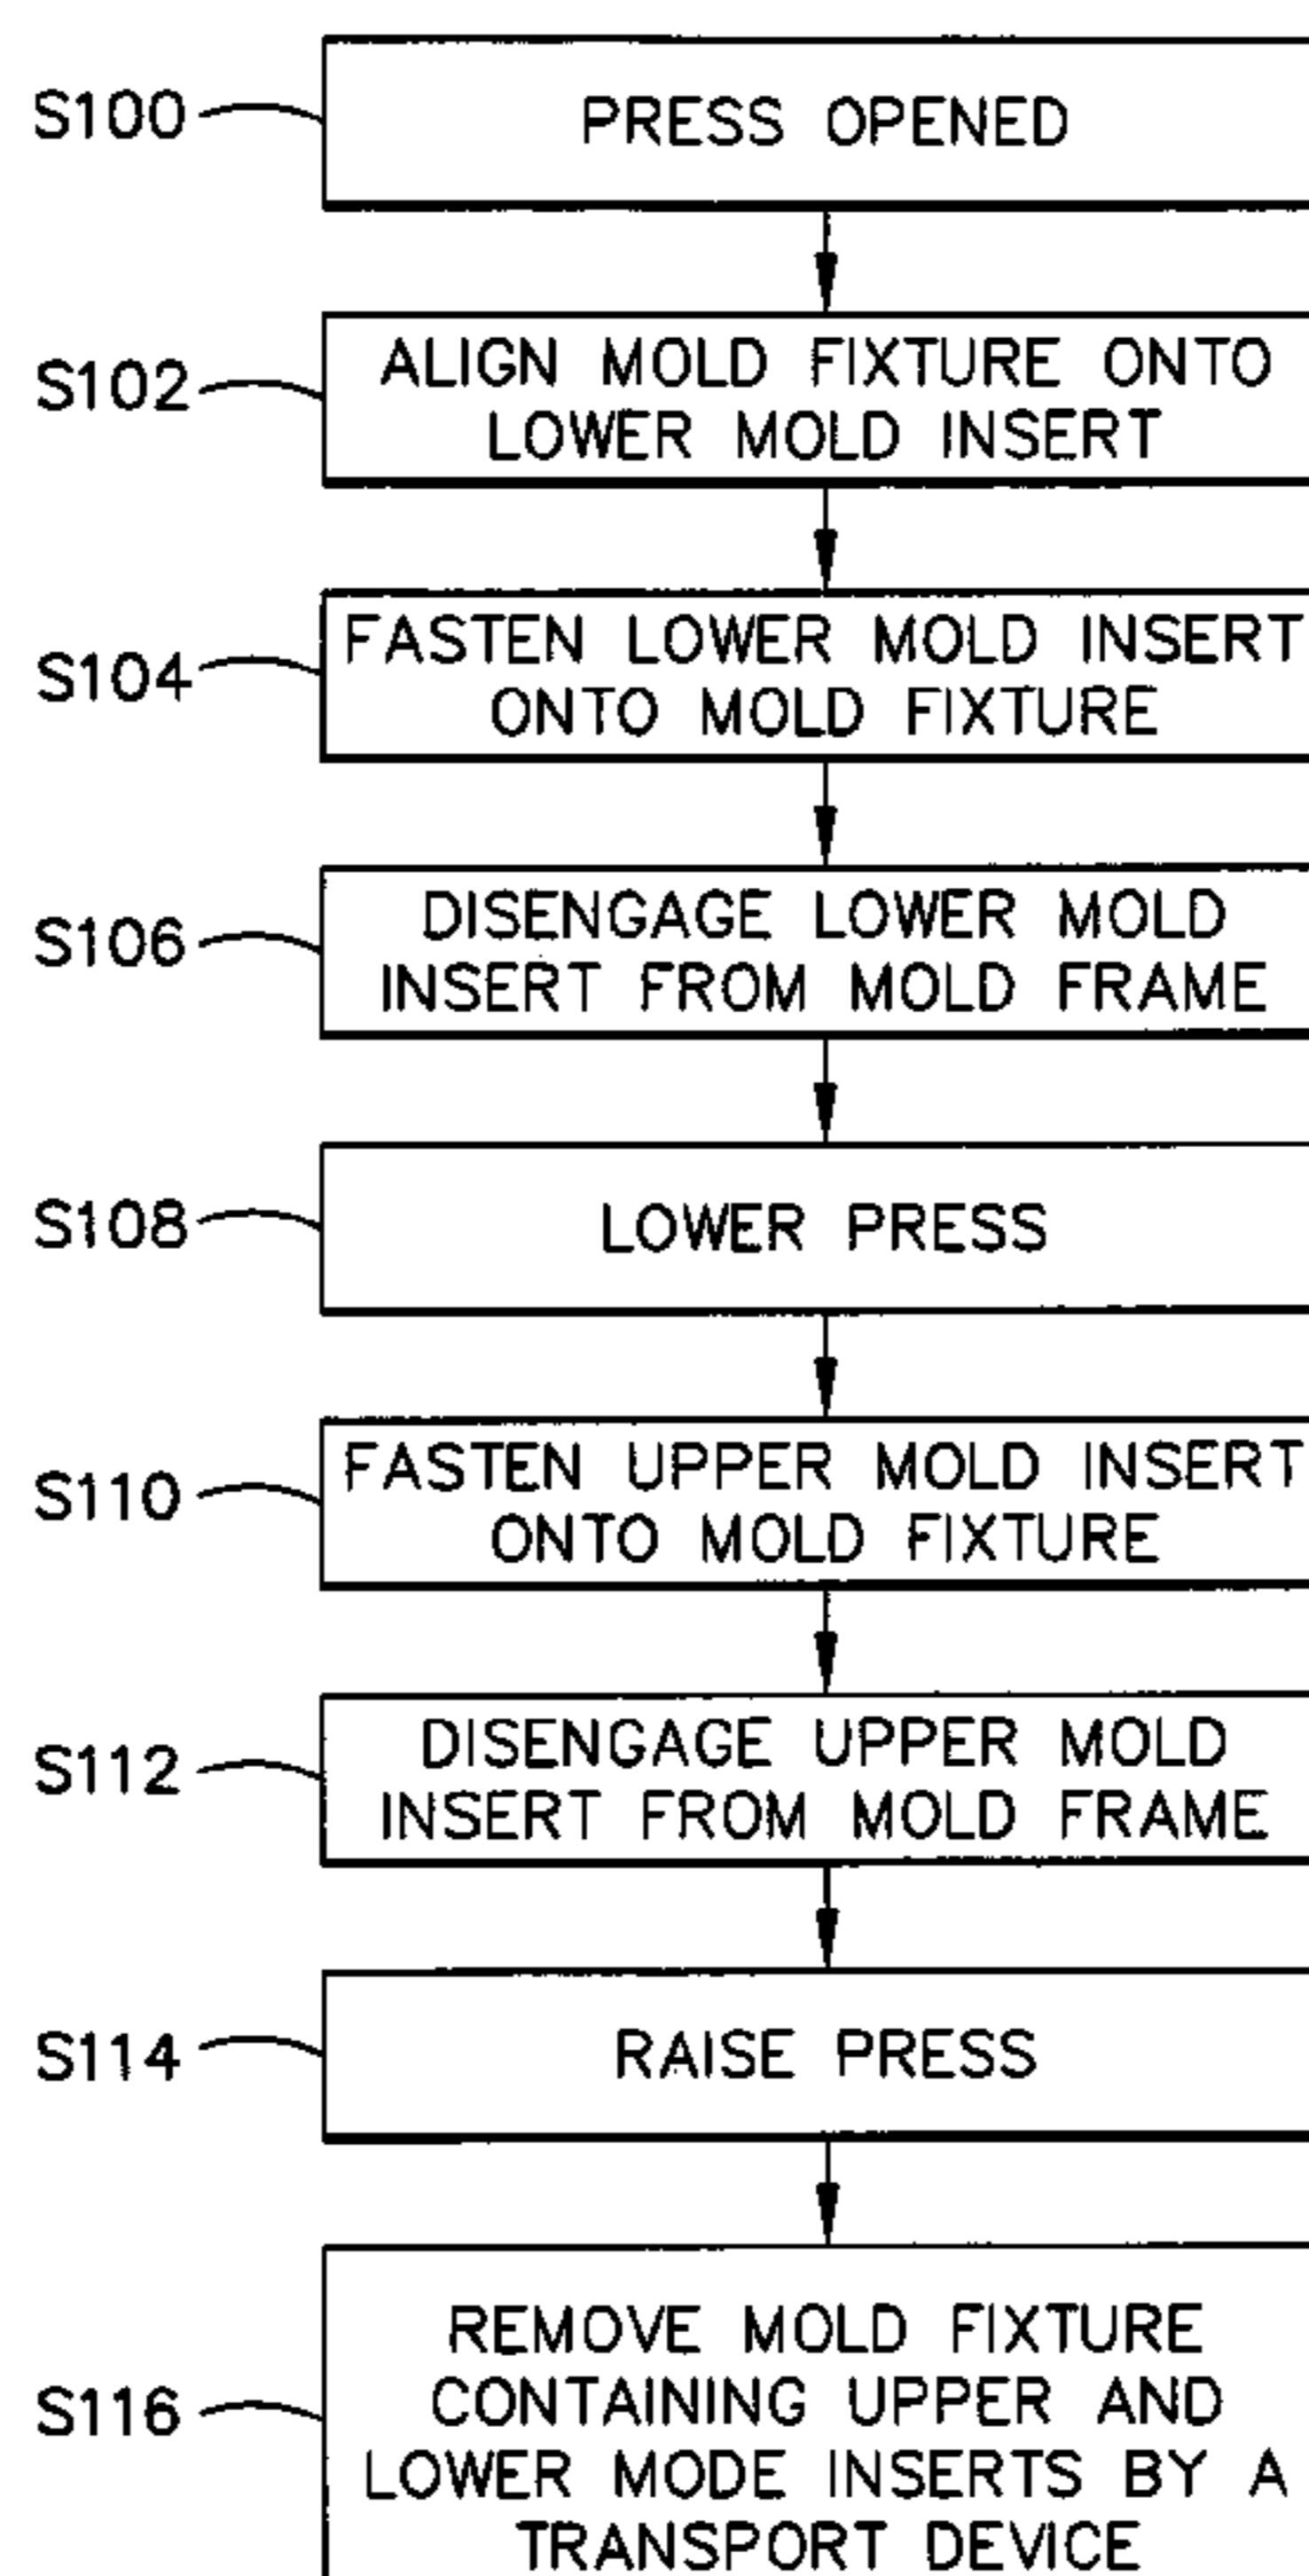 S100
PRESS OPENED
S102
ALIGN MOLD FIXTURE ONTO
LOWER MOLD INSERT
S104
FASTEN LOWER MOLD INSERT
ONTO MOLD FIXTURE
S106
DISENGAGE LOWER MOLD
INSERT FROM MOLD FRAME
S108
LOWER PRESS
S110
FASTEN UPPER MOLD INSERT
ONTO MOLD FIXTURE
S112
DISENGAGE UPPER MOLD
INSERT FROM MOLD FRAME
S114
RAISE PRESS
S116
REMOVE MOLD FIXTURE
CONTAINING UPPER AND
LOWER MODE INSERTS BY A
TRANSPORT DEVICE